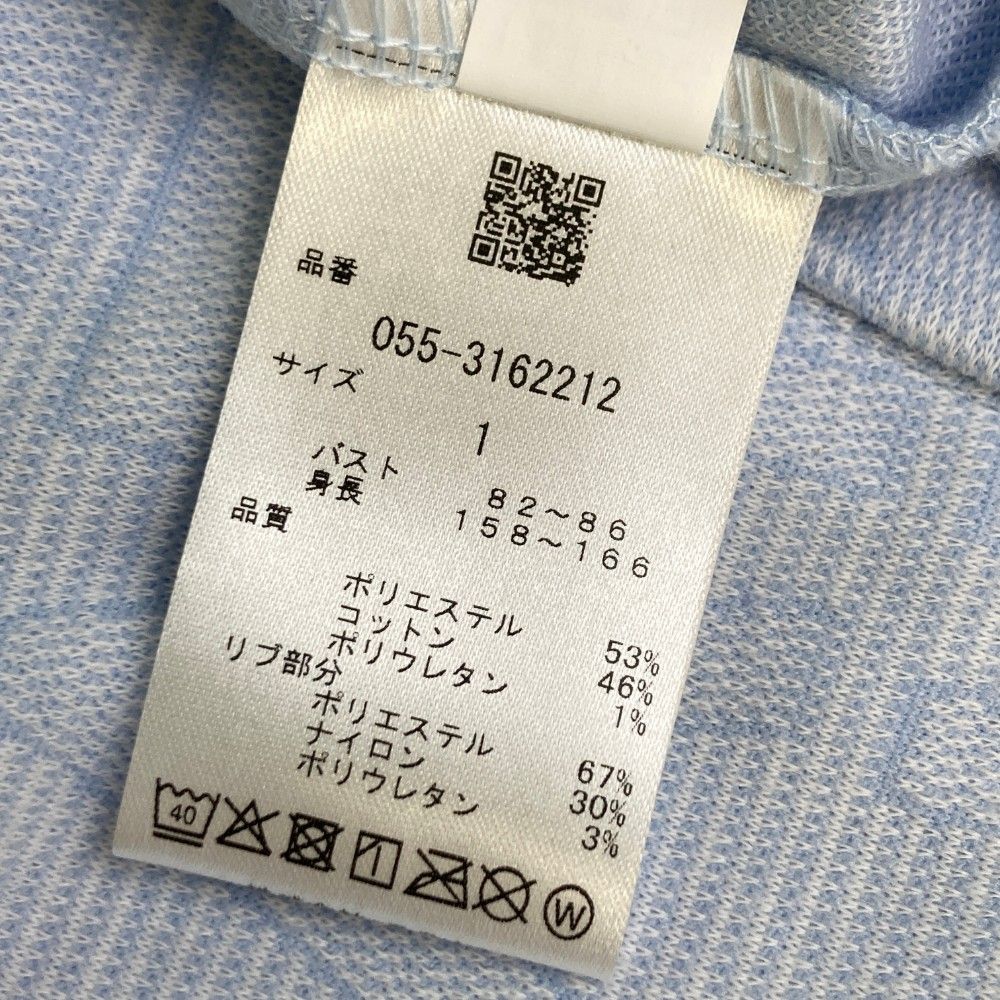 品番
055-3162212
サイズ
1
バスト 82~86
身長 158~166
品質
ポリエステル 53%
コットン 46%
ポリウレタン 1%
リブ部分
ポリエステル 67%
ナイロン 30%
ポリウレタン 3%
40
W